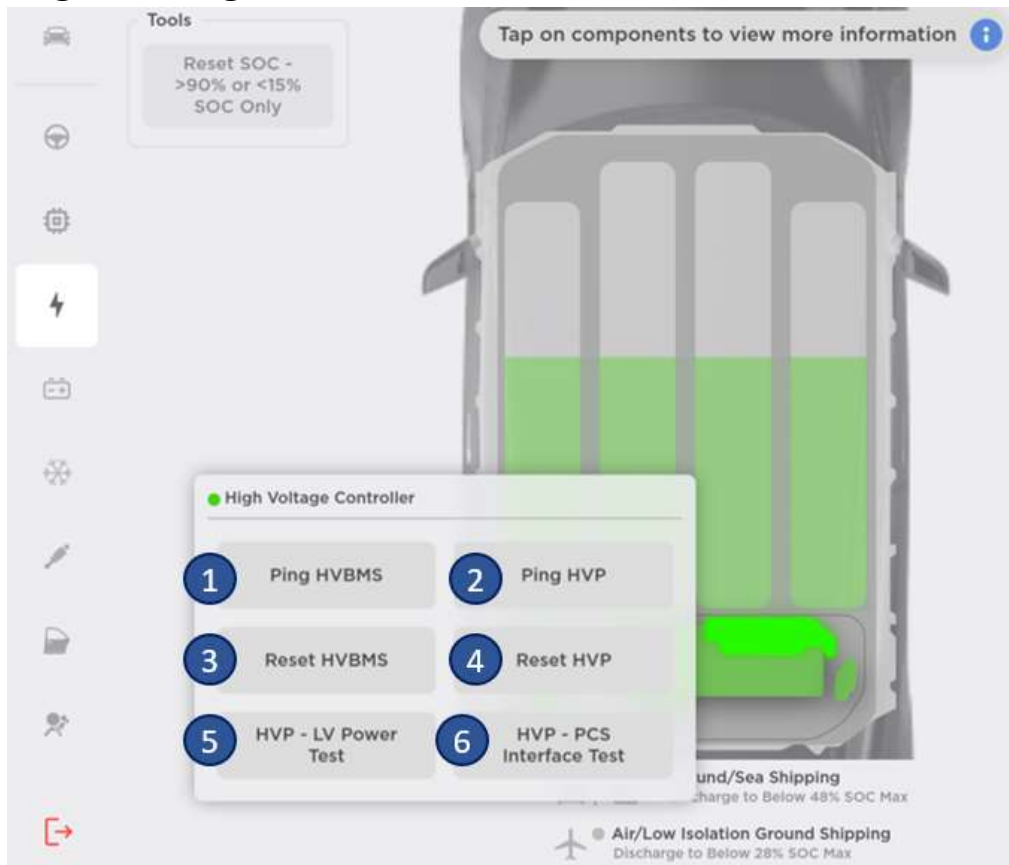 Tools
Tap on components to view more information
i
Reset SOC -
>90% or <15%
SOC Only
High Voltage Controller
1 Ping HVBMS
2 Ping HVP
3 Reset HVBMS
4 Reset HVP
5 HVP - LV Power
Test
6 HVP - PCS
Interface Test
und/Sea Shipping
charge to Below 48% SOC Max
Air/Low Isolation Ground Shipping
Discharge to Below 28% SOC Max